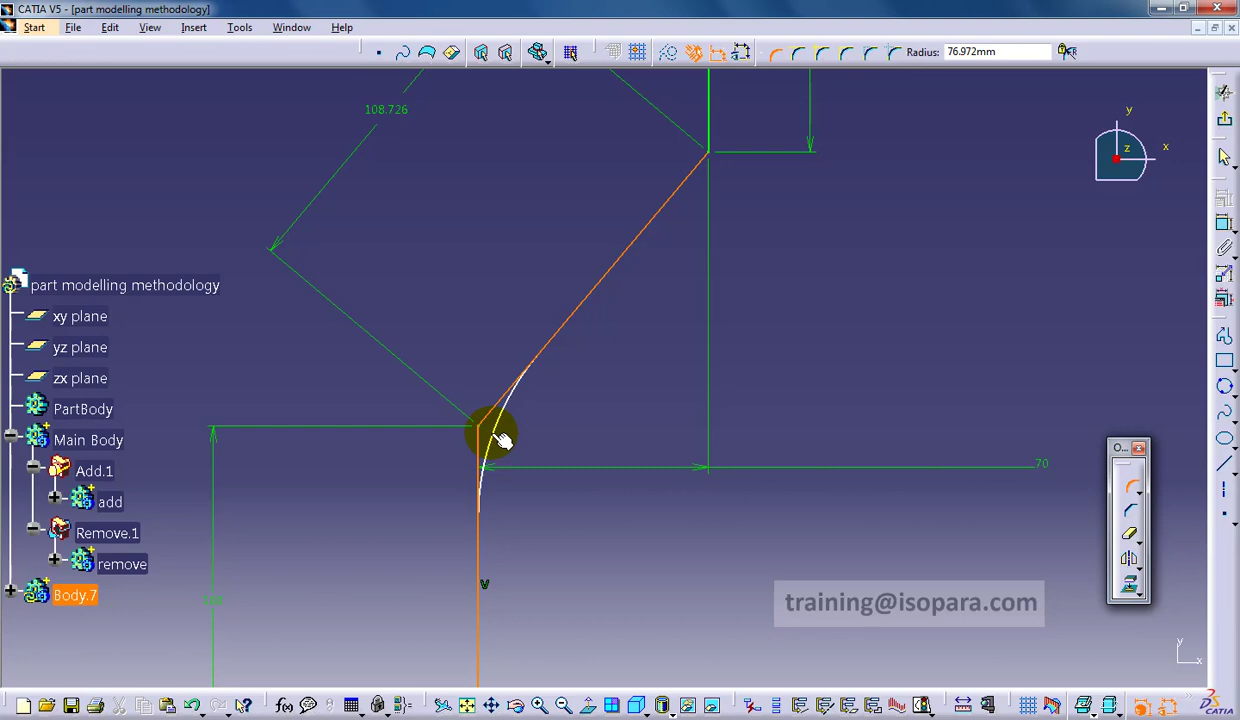 CATIA V5 - [part modelling methodology]
Start File Edit View Insert Tools Window Help
Radius: 76.972mm
108.726
y
z
x
part modelling methodology
xy plane
yz plane
zx plane
PartBody
Main Body
Add.1
add
Remove.1
remove
Body.7
70
V
O...
training@isopara.com
y
x
f(x)
CATIA